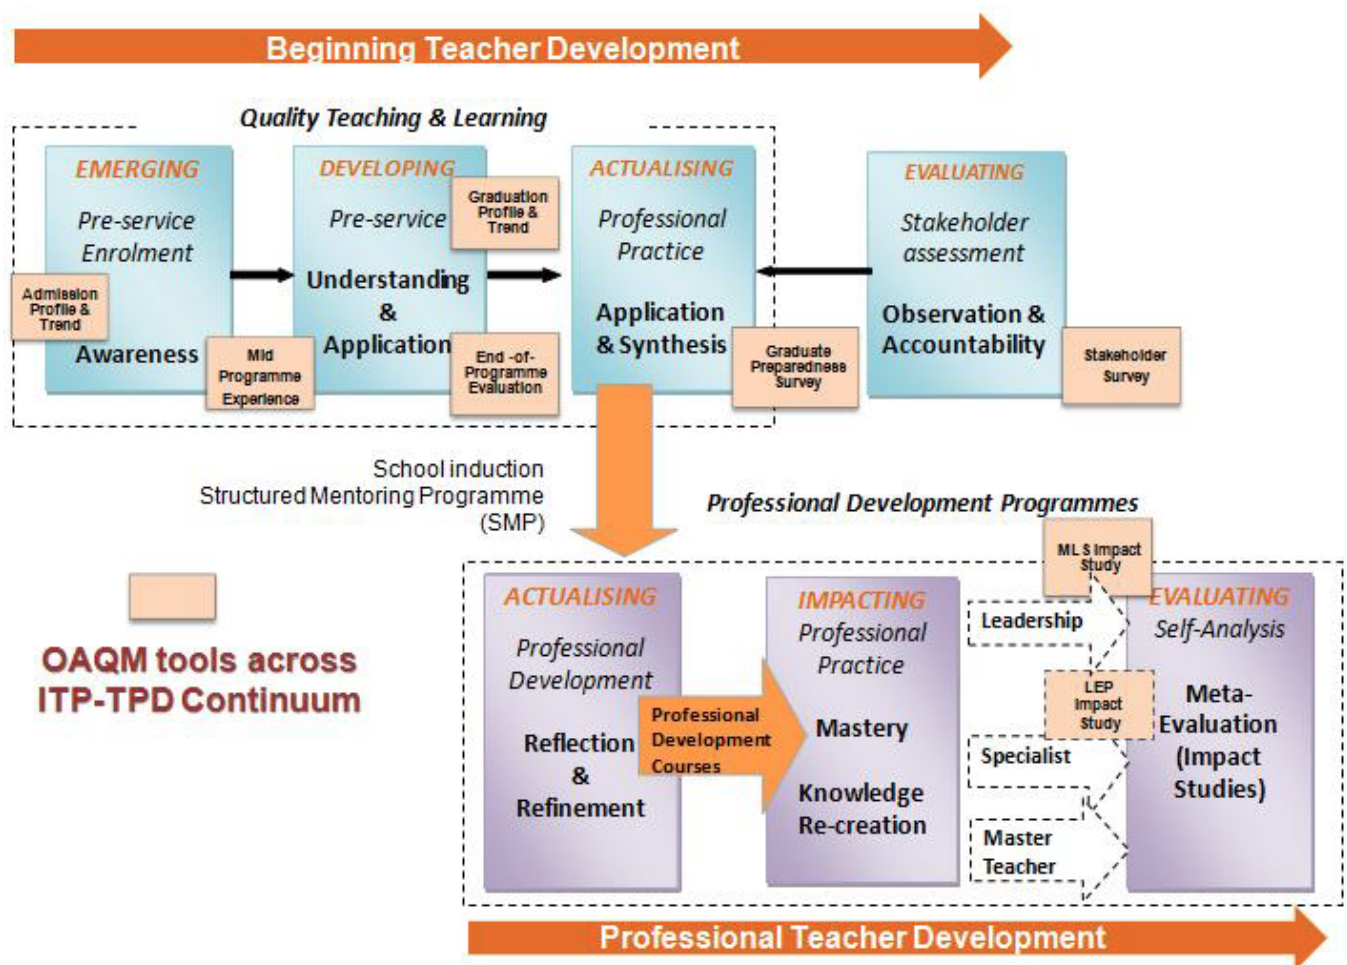 Beginning Teacher Development
Quality Teaching & Learning
EMERGING
Pre-service
Enrolment
Awareness
Admission
Profile &
Trend
Mid
Programme
Experience
DEVELOPING
Pre-service
Understanding
&
Application
Graduation
Profile &
Trend
End -of-
Programme
Evaluation
ACTUALISING
Professional
Practice
Application
& Synthesis
Graduate
Preparedness
Survey
EVALUATING
Stakeholder
assessment
Observation &
Accountability
Stakeholder
Survey
School induction
Structured Mentoring Programme
(SMP)
Professional Development Programmes
OAQM tools across
ITP-TPD Continuum
ACTUALISING
Professional
Development
Reflection
&
Refinement
Professional
Development
Courses
IMPACTING
Professional
Practice
Mastery
Knowledge
Re-creation
MLS Impact
Study
Leadership
LEP
Impact
Study
Specialist
Master
Teacher
EVALUATING
Self-Analysis
Meta-
Evaluation
(Impact
Studies)
Professional Teacher Development